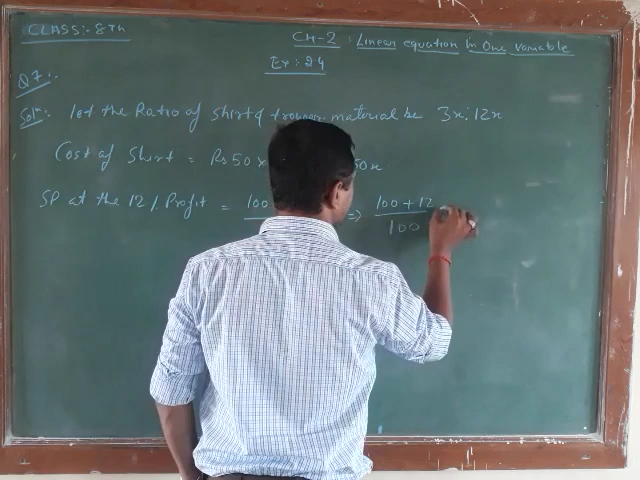 CLASS:- 8Th
CH-2 : Linear equation in One variable
Ex:- 2.4
Q7:-
Solⁿ:- let the Ratio of shirt & trouser material be 3x:12x
Cost of Shirt = Rs 50 x 50x
SP at the 12% Profit = 100 => 100 + 12
100